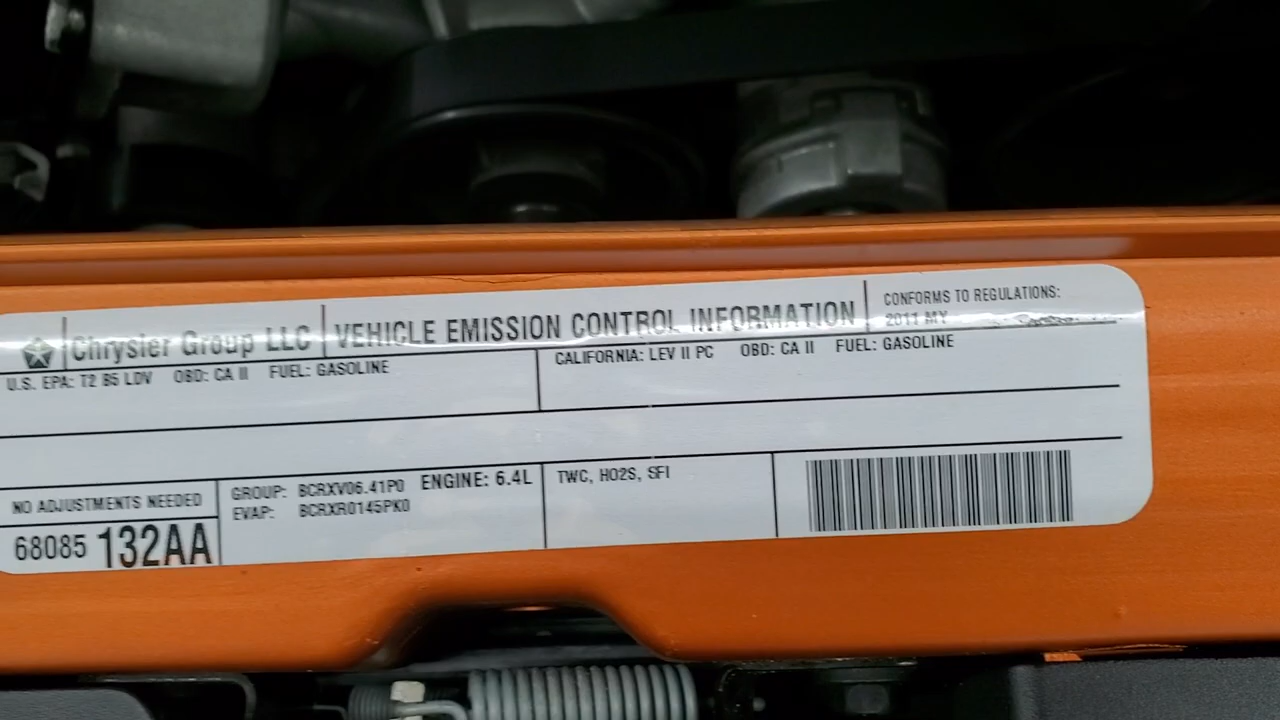 Chrysler Group LLC VEHICLE EMISSION CONTROL INFORMATION
CONFORMS TO REGULATIONS:
2011 MY
U.S. EPA: T2 B5 LDV OBD: CA II FUEL: GASOLINE
CALIFORNIA: LEV II PC OBD: CA II FUEL: GASOLINE
NO ADJUSTMENTS NEEDED
68085 132AA
GROUP: BCRXV06.41P0 ENGINE: 6.4L
EVAP: BCRXR0145PK0
TWC, HO2S, SFI